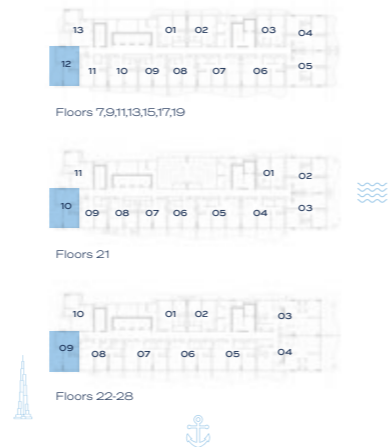 13 01 02 03 04
12 11 10 09 08 07 06 05
Floors 7,9,11,13,15,17,19
11 01 02
10 09 08 07 06 05 04 03
Floors 21
10 01 02 03
09 08 07 06 05 04
Floors 22-28